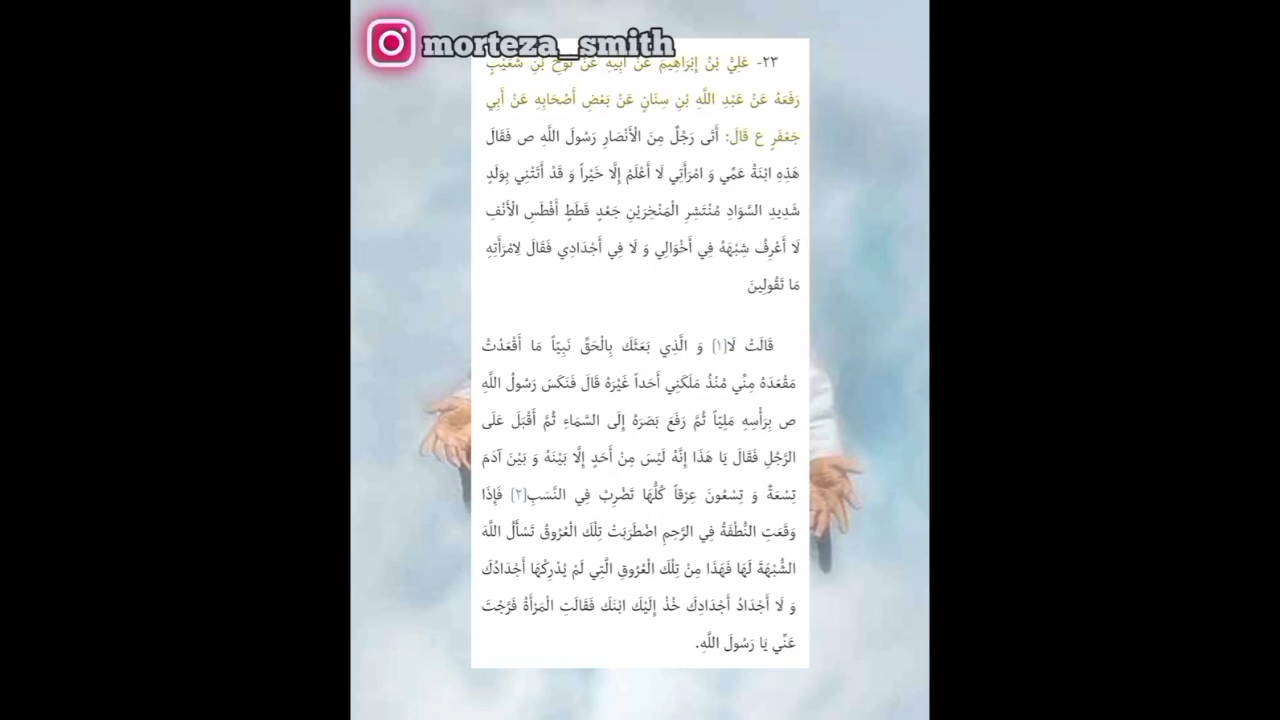 morteza_smith
٢٣- عَلِيُّ بْنُ إِبْرَاهِيمَ عَنْ أَبِيهِ عَنْ نُوحِ بْنِ شُعَيْبٍ
رَفَعَهُ عَنْ عَبْدِ اللَّهِ بْنِ سِنَانٍ عَنْ بَعْضِ أَصْحَابِهِ عَنْ أَبِي
جَعْفَرٍ ع قَالَ: أَتَى رَجُلٌ مِنَ الْأَنْصَارِ رَسُولَ اللَّهِ ص فَقَالَ
هَذِهِ ابْنَةُ عَمِّي وَ امْرَأَتِي لَا أَعْلَمُ إِلَّا خَيْراً وَ قَدْ أَتَتْنِي بِوَلَدٍ
شَدِيدِ السَّوَادِ مُنْتَشِرِ الْمَنْخِرَيْنِ جَعْدٍ قَطَطٍ أَفْطَسِ الْأَنْفِ
لَا أَعْرِفُ شِبْهَهُ فِي أَخْوَالِي وَ لَا فِي أَجْدَادِي فَقَالَ لِامْرَأَتِهِ
مَا تَقُولِينَ
قَالَتْ لَا[١] وَ الَّذِي بَعَثَكَ بِالْحَقِّ نَبِيّاً مَا أَقْعَدْتُ
مَقْعَدَهُ مِنِّي مُنْذُ مَلَكَنِي أَحَداً غَيْرَهُ قَالَ فَنَكَسَ رَسُولُ اللَّهِ
ص بِرَأْسِهِ مَلِيّاً ثُمَّ رَفَعَ بَصَرَهُ إِلَى السَّمَاءِ ثُمَّ أَقْبَلَ عَلَى
الرَّجُلِ فَقَالَ يَا هَذَا إِنَّهُ لَيْسَ مِنْ أَحَدٍ إِلَّا بَيْنَهُ وَ بَيْنَ آدَمَ
تِسْعَةٌ وَ تِسْعُونَ عِرْقاً كُلُّهَا تَضْرِبُ فِي النَّسَبِ[٢] فَإِذَا
وَقَعَتِ النُّطْفَةُ فِي الرَّحِمِ اضْطَرَبَتْ تِلْكَ الْعُرُوقُ تَسْأَلُ اللَّهَ
الشُّبْهَةَ لَهَا فَهَذَا مِنْ تِلْكَ الْعُرُوقِ الَّتِي لَمْ يُدْرِكْهَا أَجْدَادُكَ
وَ لَا أَجْدَادُ أَجْدَادِكَ خُذْ إِلَيْكَ ابْنَكَ فَقَالَتِ الْمَرْأَةُ فَرَّجْتَ
عَنِّي يَا رَسُولَ اللَّهِ.